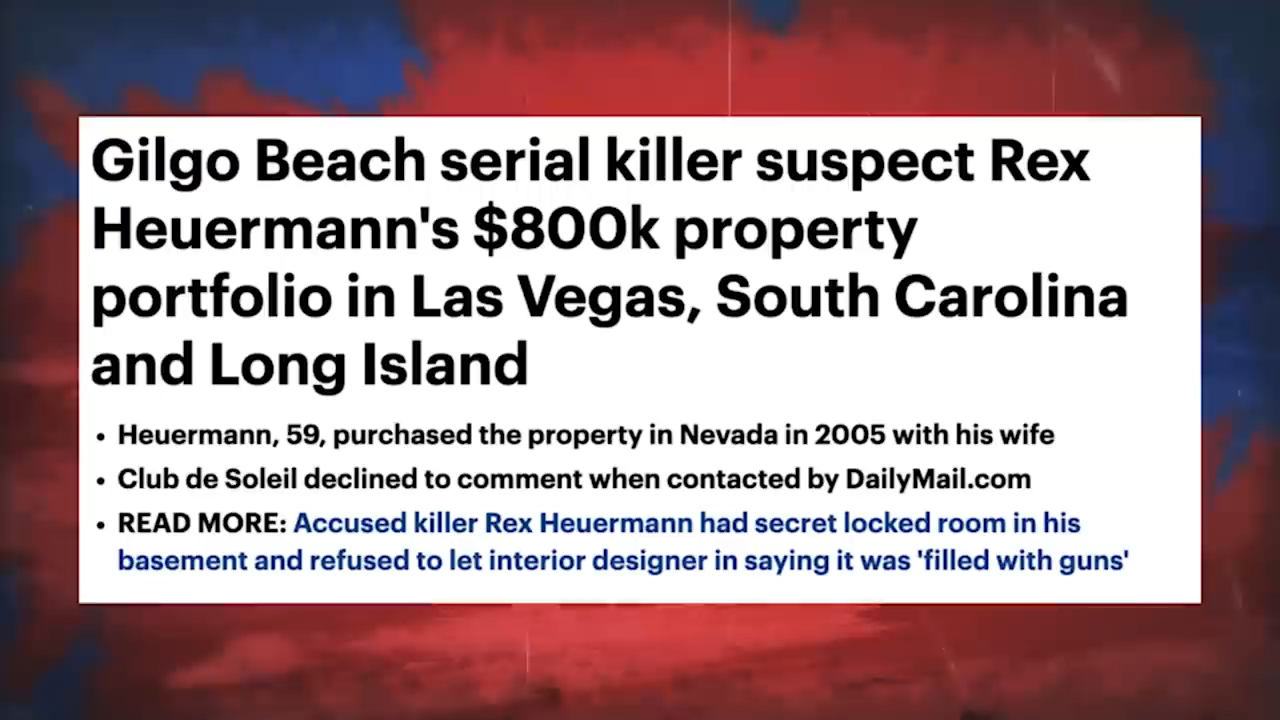 Gilgo Beach serial killer suspect Rex
Heuermann's $800k property
portfolio in Las Vegas, South Carolina
and Long Island
• Heuermann, 59, purchased the property in Nevada in 2005 with his wife
• Club de Soleil declined to comment when contacted by DailyMail.com
• READ MORE: Accused killer Rex Heuermann had secret locked room in his
basement and refused to let interior designer in saying it was 'filled with guns'